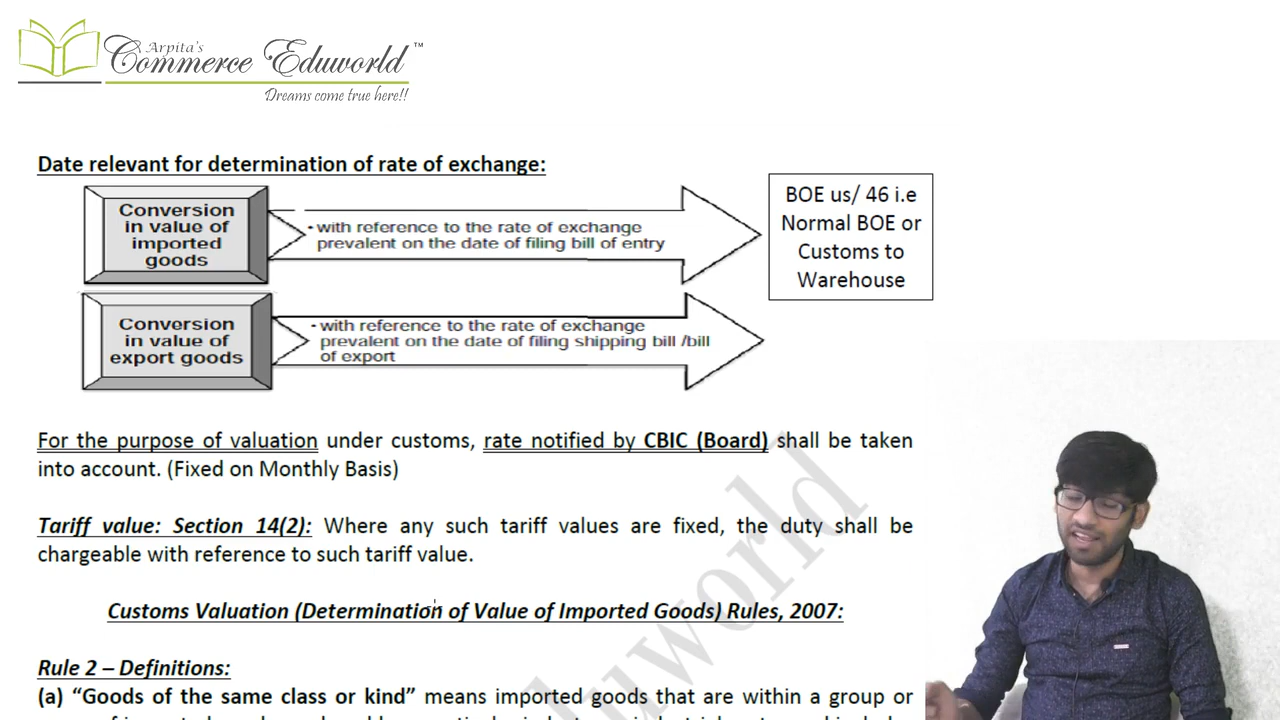 Arpita's
Commerce Eduworld™
Dreams come true here!!
Date relevant for determination of rate of exchange:
Conversion
in value of
imported
goods
- with reference to the rate of exchange
prevalent on the date of filing bill of entry
BOE us/ 46 i.e
Normal BOE or
Customs to
Warehouse
Conversion
in value of
export goods
- with reference to the rate of exchange
prevalent on the date of filing shipping bill /bill
of export
For the purpose of valuation under customs, rate notified by CBIC (Board) shall be taken
into account. (Fixed on Monthly Basis)
Tariff value: Section 14(2): Where any such tariff values are fixed, the duty shall be
chargeable with reference to such tariff value.
Customs Valuation (Determination of Value of Imported Goods) Rules, 2007:
Rule 2 – Definitions:
(a) “Goods of the same class or kind” means imported goods that are within a group or